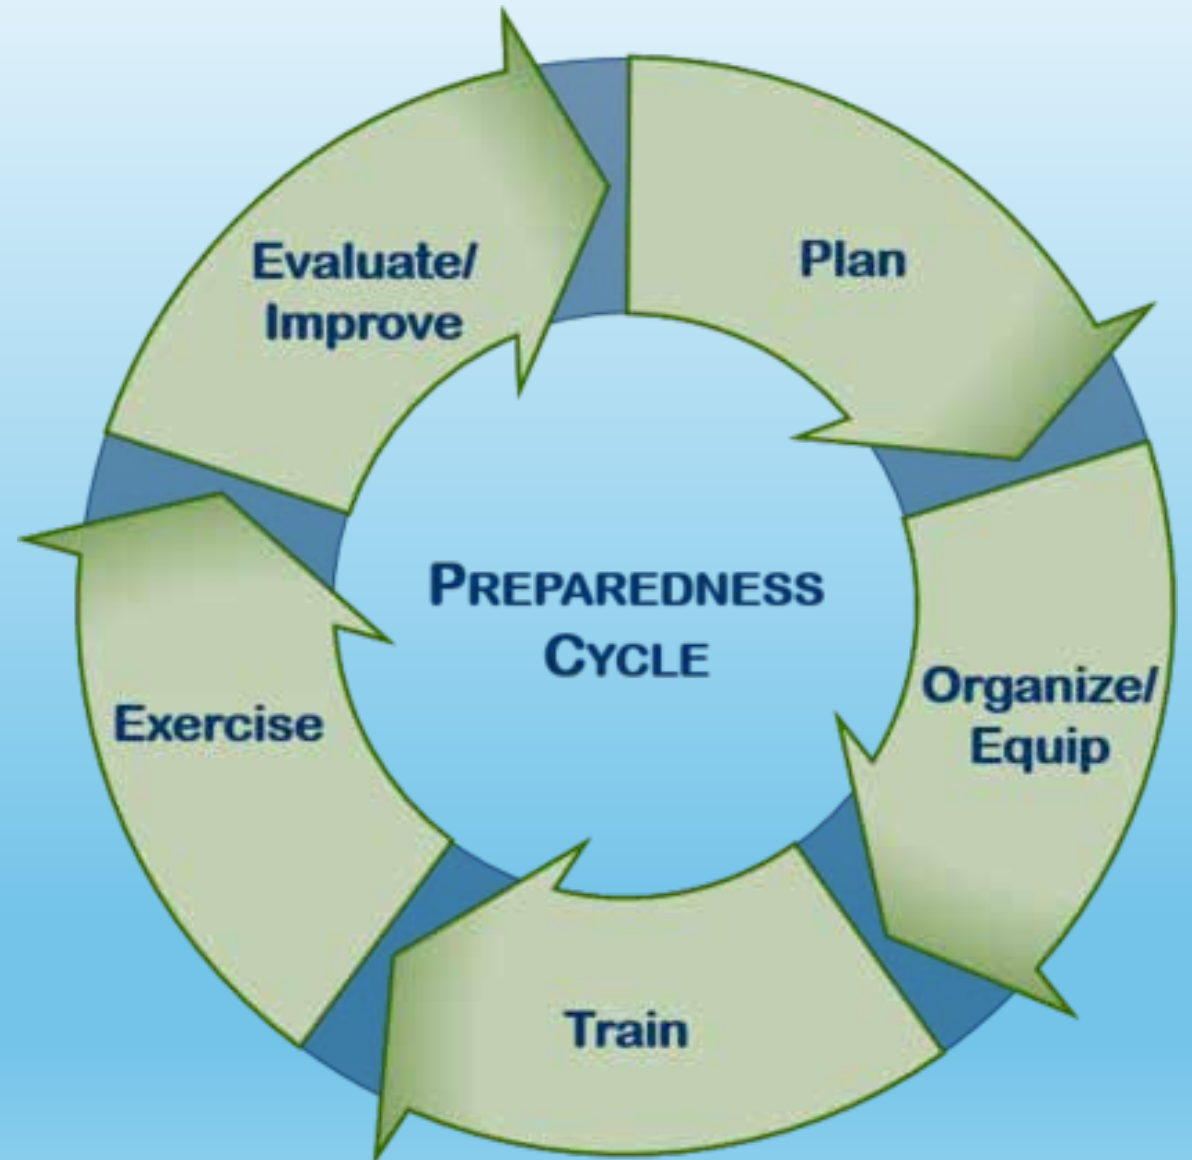 Plan
Organize/
Equip
Train
Exercise
Evaluate/
Improve
PREPAREDNESS
CYCLE